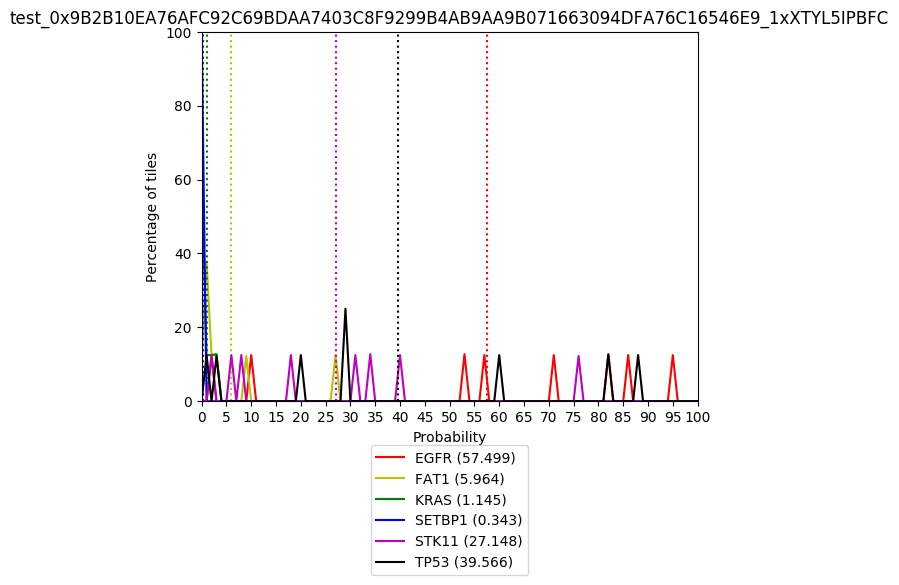 test_0x9B2B10EA76AFC92C69BDAA7403C8F9299B4AB9AA9B071663094DFA76C16546E9_1xXTYL5IPBFC
100
80
60
40
20
0
Percentage of tiles
0 5 10 15 20 25 30 35 40 45 50 55 60 65 70 75 80 85 90 95 100
Probability
EGFR (57.499)
FAT1 (5.964)
KRAS (1.145)
SETBP1 (0.343)
STK11 (27.148)
TP53 (39.566)